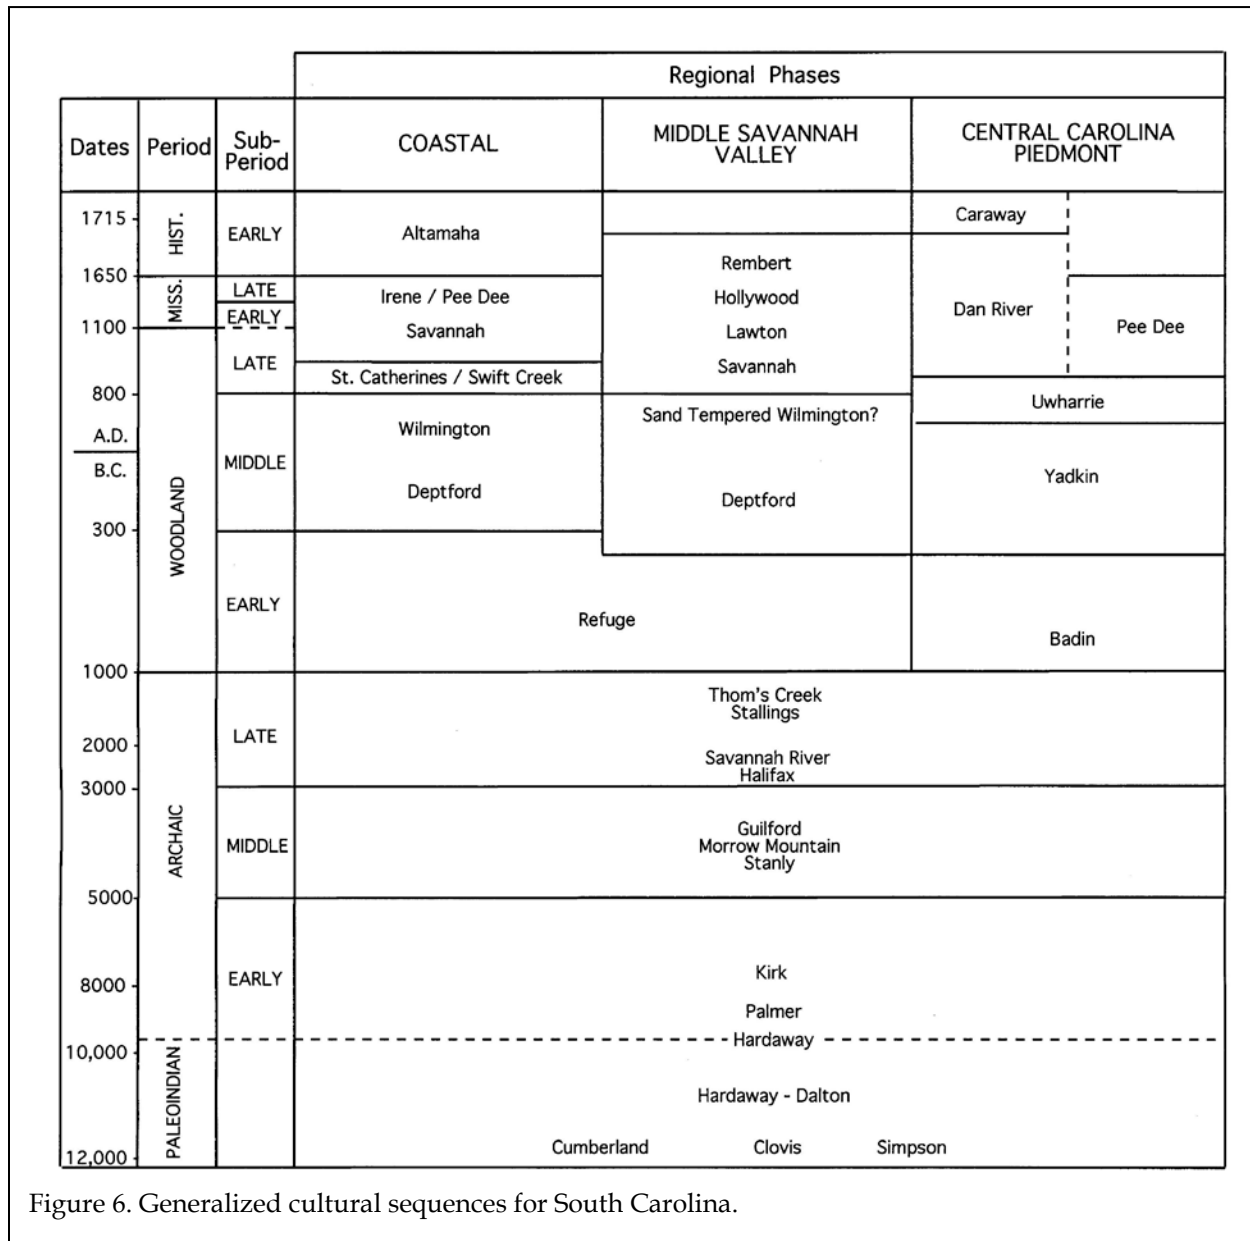 Regional Phases
Dates
Period
Sub-
Period
COASTAL
MIDDLE SAVANNAH
VALLEY
CENTRAL CAROLINA
PIEDMONT
1715
HIST.
EARLY
Altamaha
Caraway
1650
MISS.
LATE
EARLY
Irene / Pee Dee
Savannah
Rembert
Hollywood
Lawton
Savannah
Dan River
Pee Dee
1100
WOODLAND
LATE
St. Catherines / Swift Creek
800
A.D.
B.C.
MIDDLE
Wilmington
Deptford
Sand Tempered Wilmington?
Deptford
Uwharrie
Yadkin
300
EARLY
Refuge
Badin
1000
ARCHAIC
LATE
Thom's Creek
Stallings
2000
Savannah River
Halifax
3000
MIDDLE
Guilford
Morrow Mountain
Stanly
5000
EARLY
Kirk
8000
Palmer
Hardaway
10,000
PALEOINDIAN
Hardaway - Dalton
Cumberland
Clovis
Simpson
12,000
Figure 6. Generalized cultural sequences for South Carolina.